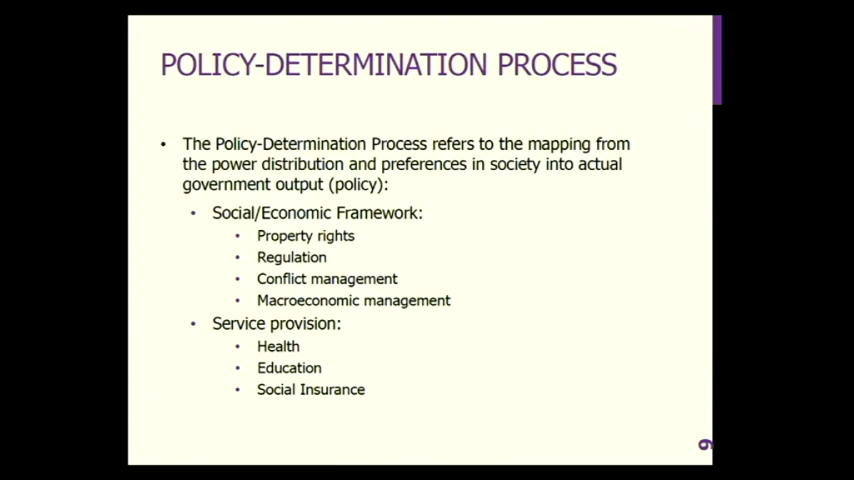 POLICY-DETERMINATION PROCESS
• The Policy-Determination Process refers to the mapping from
the power distribution and preferences in society into actual
government output (policy):
• Social/Economic Framework:
• Property rights
• Regulation
• Conflict management
• Macroeconomic management
• Service provision:
• Health
• Education
• Social Insurance
9